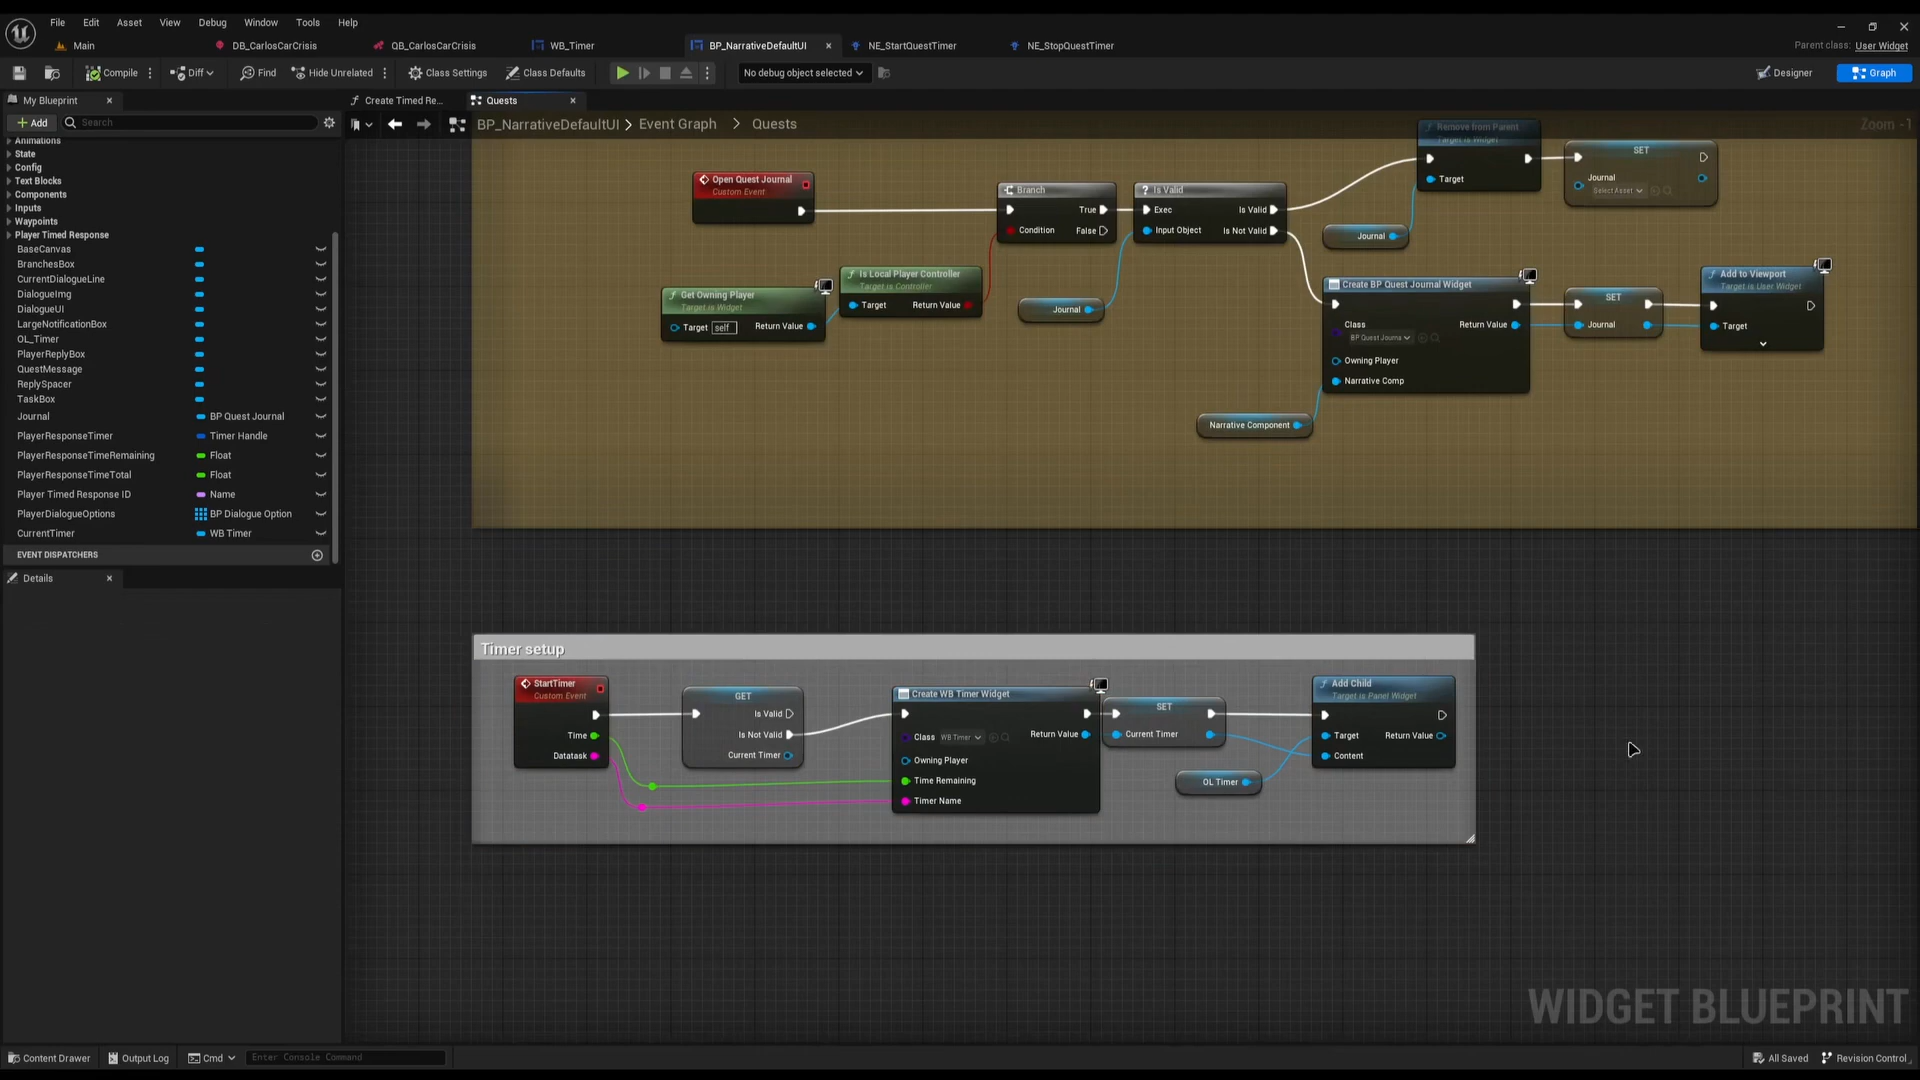 File Edit Asset View Debug Window Tools Help
Main DB_CarlosCarCrisis QB_CarlosCarCrisis WB_Timer BP_NarrativeDefaultUI NE_StartQuestTimer NE_StopQuestTimer
Parent class: User Widget
Compile Diff Find Hide Unrelated Class Settings Class Defaults No debug object selected Designer Graph
My Blueprint
Create Timed Re... Quests
Add Search
BP_NarrativeDefaultUI Event Graph Quests
Zoom -1
Animations
State
Config
Text Blocks
Components
Inputs
Waypoints
Player Timed Response
BaseCanvas
BranchesBox
CurrentDialogueLine
DialogueImg
DialogueUI
LargeNotificationBox
OL_Timer
PlayerReplyBox
QuestMessage
ReplySpacer
TaskBox
Journal BP Quest Journal
PlayerResponseTimer Timer Handle
PlayerResponseTimeRemaining Float
PlayerResponseTimeTotal Float
Player Timed Response ID Name
PlayerDialogueOptions BP Dialogue Option
CurrentTimer WB Timer
EVENT DISPATCHERS
Details
Open Quest Journal
Custom Event
Get Owning Player
Target is Widget
Target self Return Value
Is Local Player Controller
Target is Controller
Target Return Value
Branch
True
Condition False
Journal
Is Valid
Exec Is Valid
Input Object Is Not Valid
Remove from Parent
Target is Widget
Target
Journal
SET
Journal
Select Asset
Create BP Quest Journal Widget
Class Return Value
BP Quest Journa
Owning Player
Narrative Comp
Narrative Component
SET
Journal
Add to Viewport
Target is User Widget
Target
Timer setup
StartTimer
Custom Event
Time
Datatask
GET
Is Valid
Is Not Valid
Current Timer
Create WB Timer Widget
Class WB Timer Return Value
Owning Player
Time Remaining
Timer Name
SET
Current Timer
OL Timer
Add Child
Target is Panel Widget
Target Return Value
Content
WIDGET BLUEPRINT
Content Drawer Output Log Cmd Enter Console Command All Saved Revision Control